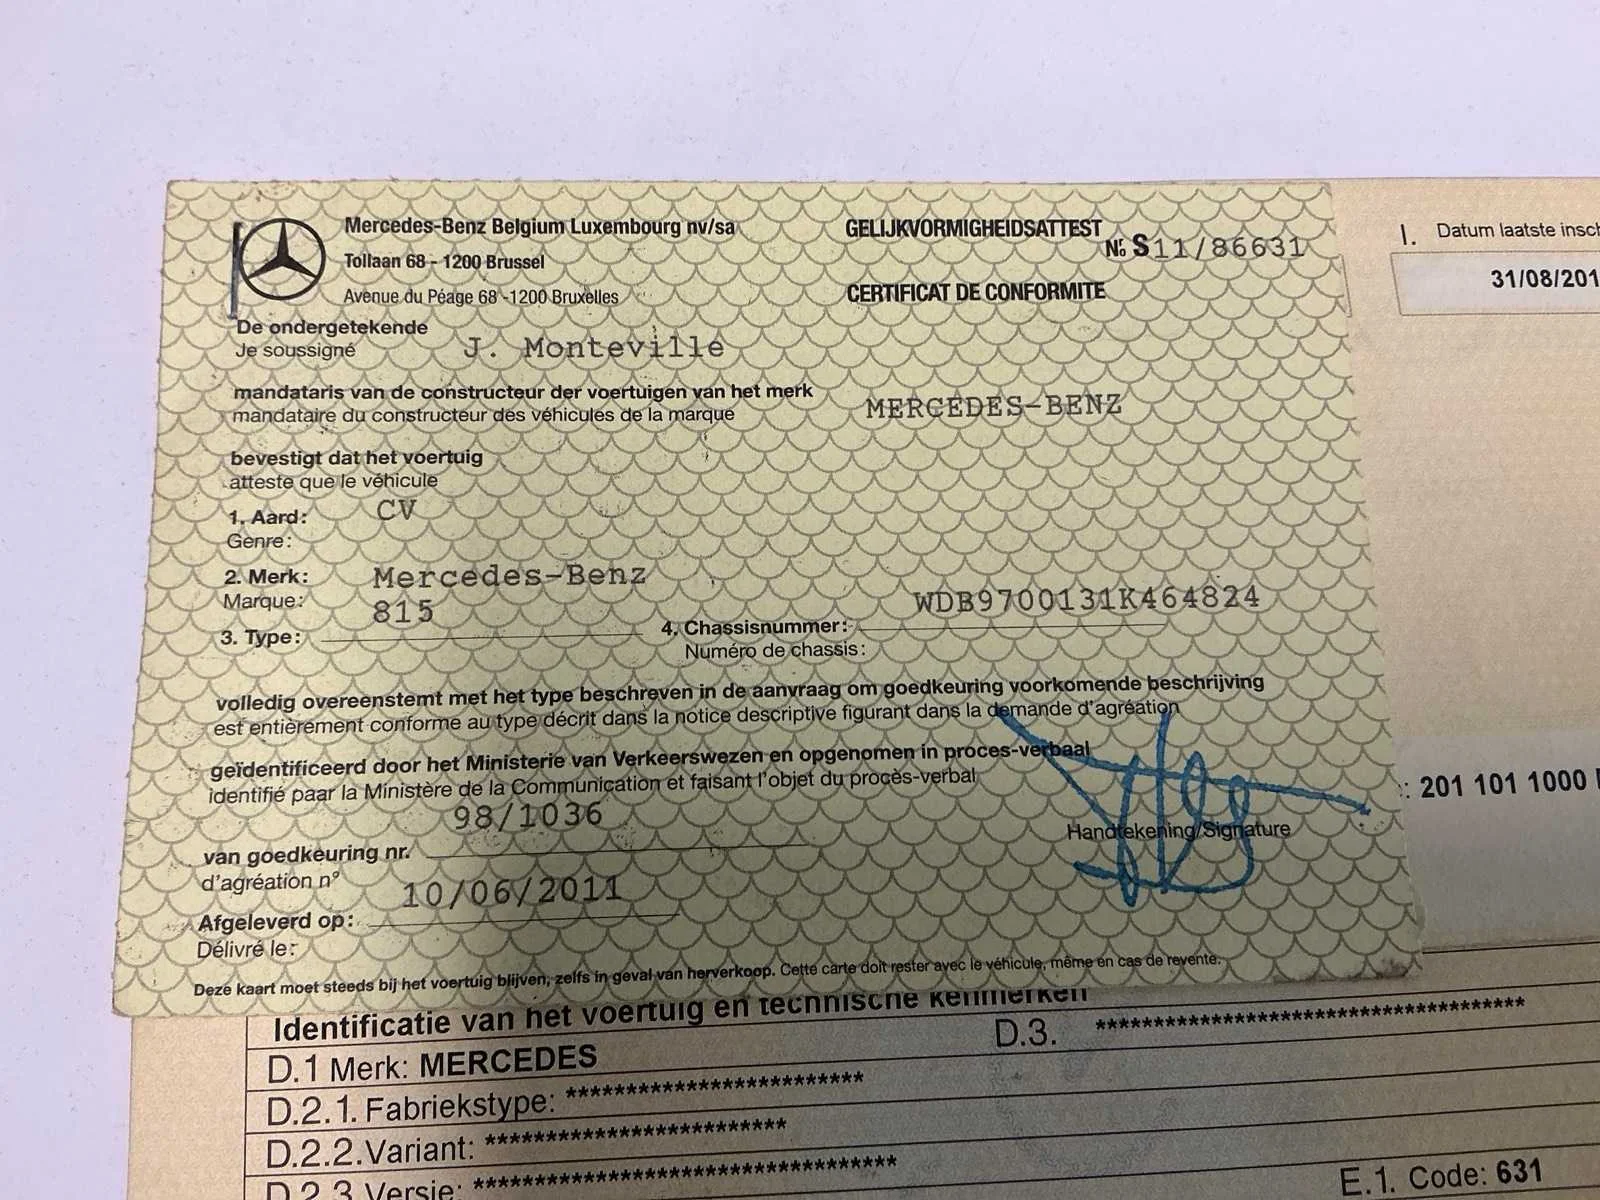 Mercedes-Benz Belgium Luxembourg nv/sa
Tollaan 68 - 1200 Brussel
Avenue du Péage 68 -1200 Bruxelles
GELIJKVORMIGHEIDSATTEST
Nº S11/86631
CERTIFICAT DE CONFORMITE
De ondergetekende
Je soussigné
J. Monteville
mandataris van de constructeur der voertuigen van het merk
mandataire du constructeur des véhicules de la marque
MERCEDES-BENZ
bevestigt dat het voertuig
atteste que le véhicule
1. Aard: CV
Genre:
2. Merk: Mercedes-Benz
Marque:
3. Type: 815
4. Chassisnummer: WDB9700131K464824
Numéro de chassis:
volledig overeenstemt met het type beschreven in de aanvraag om goedkeuring voorkomende beschrijving
est entièrement conforme au type décrit dans la notice descriptive figurant dans la demande d'agréation
geïdentificeerd door het Ministerie van Verkeerswezen en opgenomen in proces-verbaal
identifié paar la Ministère de la Communication et faisant l'objet du procès-verbal
98/1036
van goedkeuring nr.
d'agréation n°
Handtekening/Signature
10/06/2011
Afgeleverd op:
Délivré le:
Deze kaart moet steeds bij het voertuig blijven, zelfs in geval van herverkoop. Cette carte doit rester avec le véhicule, même en cas de revente.
I. Datum laatste insch
31/08/201
: 201 101 1000
Identificatie van het voertuig en technische kenmerken
D.1 Merk: MERCEDES
D.3. ************************************
D.2.1. Fabriekstype: *************************
D.2.2. Variant: *************************
D.2.3 Versie: ***********************************
E.1. Code: 631